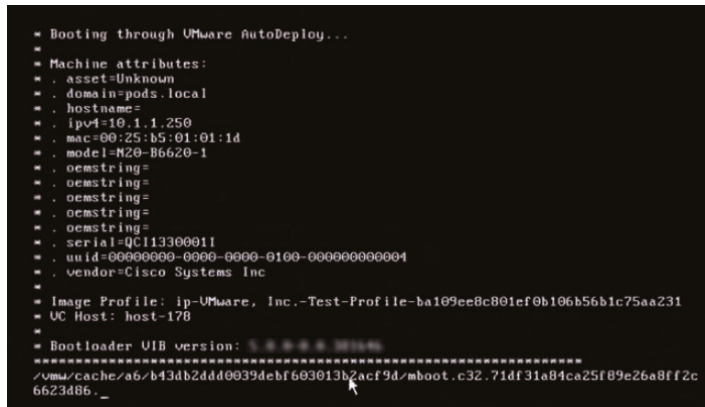 * Booting through VMware AutoDeploy...
*
* Machine attributes:
* . asset=Unknown
* . domain=pods.local
* . hostname=
* . ipv4=10.1.1.250
* . mac=00:25:b5:01:01:1d
* . model=N20-B6620-1
* . oemstring=
* . oemstring=
* . oemstring=
* . oemstring=
* . oemstring=
* . serial=QCI1330001I
* . uuid=00000000-0000-0000-0100-000000000004
* . vendor=Cisco Systems Inc
*
* Image Profile: ip-VMware, Inc.-Test-Profile-ba109ee8c801ef0b106b56b1c75aa231
* VC Host: host-178
*
* Bootloader VIB version:
******************************************************************************
/vmw/cache/a6/b43db2ddd0039debf603013b2acf9d/mboot.c32.71df31a84ca25f89e26a8ff2c
6623d86._